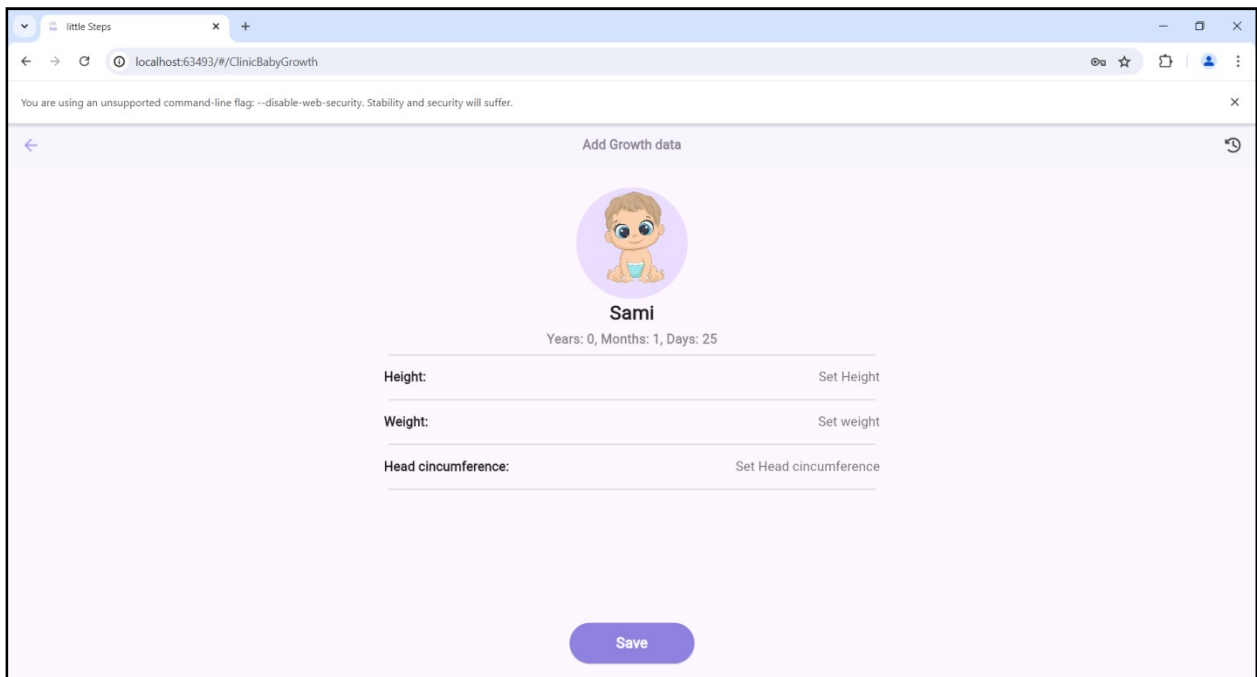 little Steps
localhost:63493/#/ClinicBabyGrowth
You are using an unsupported command-line flag: --disable-web-security. Stability and security will suffer.
Add Growth data
Sami
Years: 0, Months: 1, Days: 25
Height: Set Height
Weight: Set weight
Head cincumference: Set Head cincumference
Save